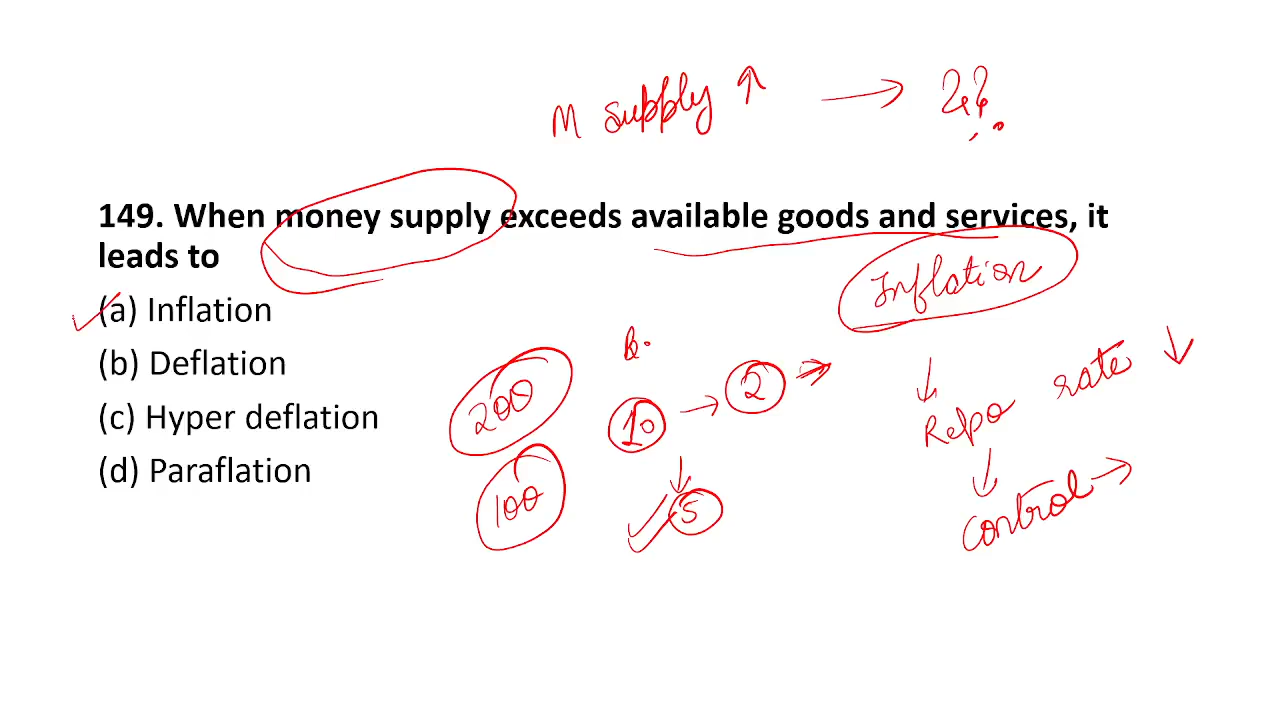 M supply ↑ → ??
149. When money supply exceeds available goods and services, it
leads to
Inflation
(a) Inflation
(b) Deflation
(c) Hyper deflation
(d) Paraflation
200
10 → 2 →
Repo rate ↓
100
5
control →